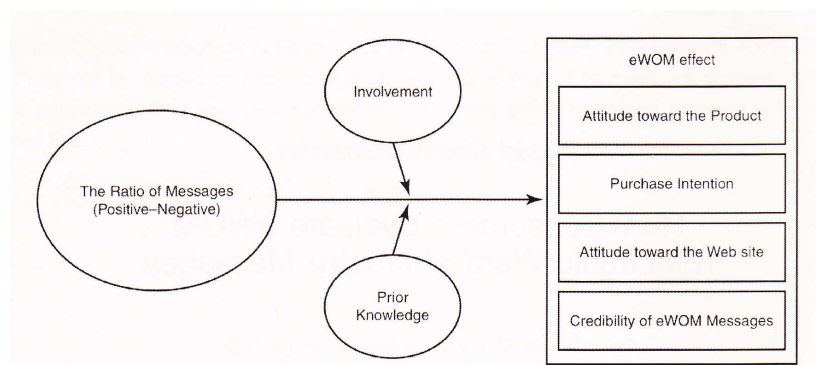 The Ratio of Messages
(Positive–Negative)
Involvement
Prior
Knowledge
eWOM effect
Attitude toward the Product
Purchase Intention
Attitude toward the Web site
Credibility of eWOM Messages